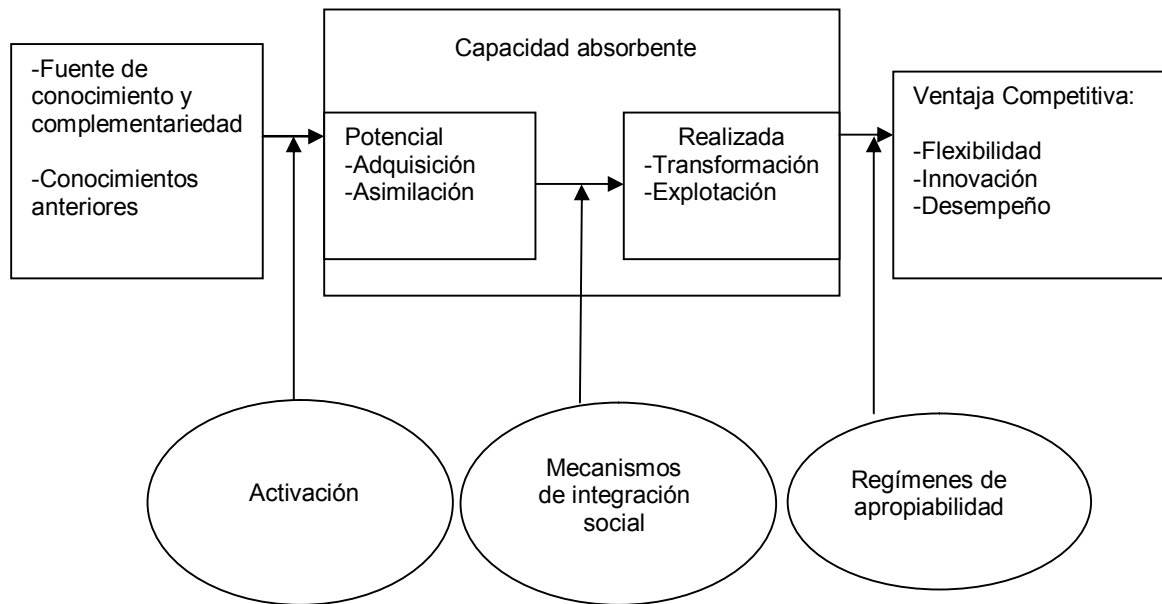 -Fuente de
conocimiento y
complementariedad
-Conocimientos
anteriores
Capacidad absorbente
Potencial
-Adquisición
-Asimilación
Realizada
-Transformación
-Explotación
Ventaja Competitiva:
-Flexibilidad
-Innovación
-Desempeño
Activación
Mecanismos
de integración
social
Regímenes de
apropiabilidad